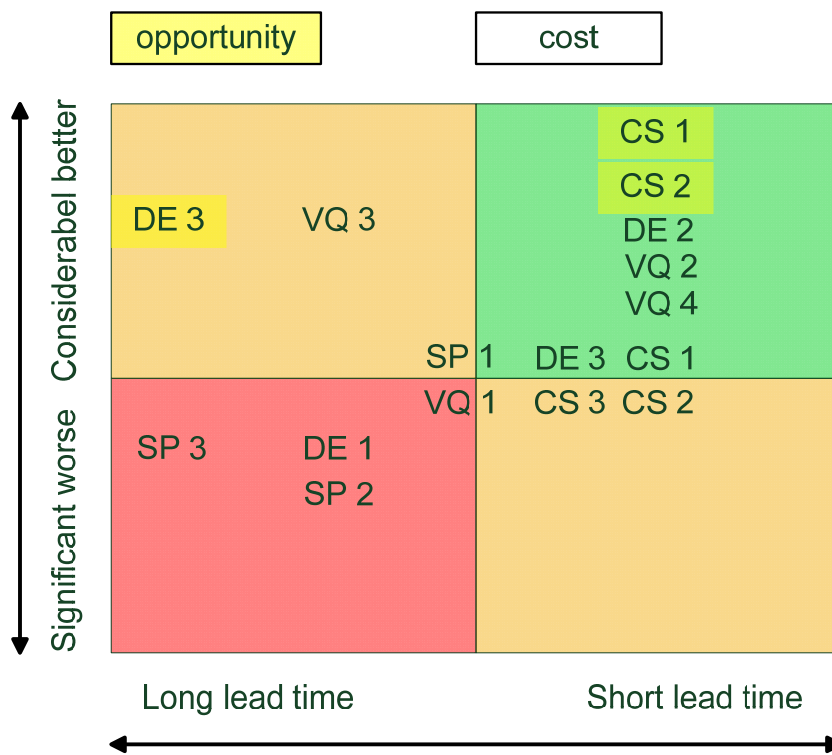 opportunity
cost
Considerabel better
Significant worse
CS 1
CS 2
DE 3
VQ 3
DE 2
VQ 2
VQ 4
SP 1
DE 3
CS 1
VQ 1
CS 3
CS 2
SP 3
DE 1
SP 2
Long lead time
Short lead time